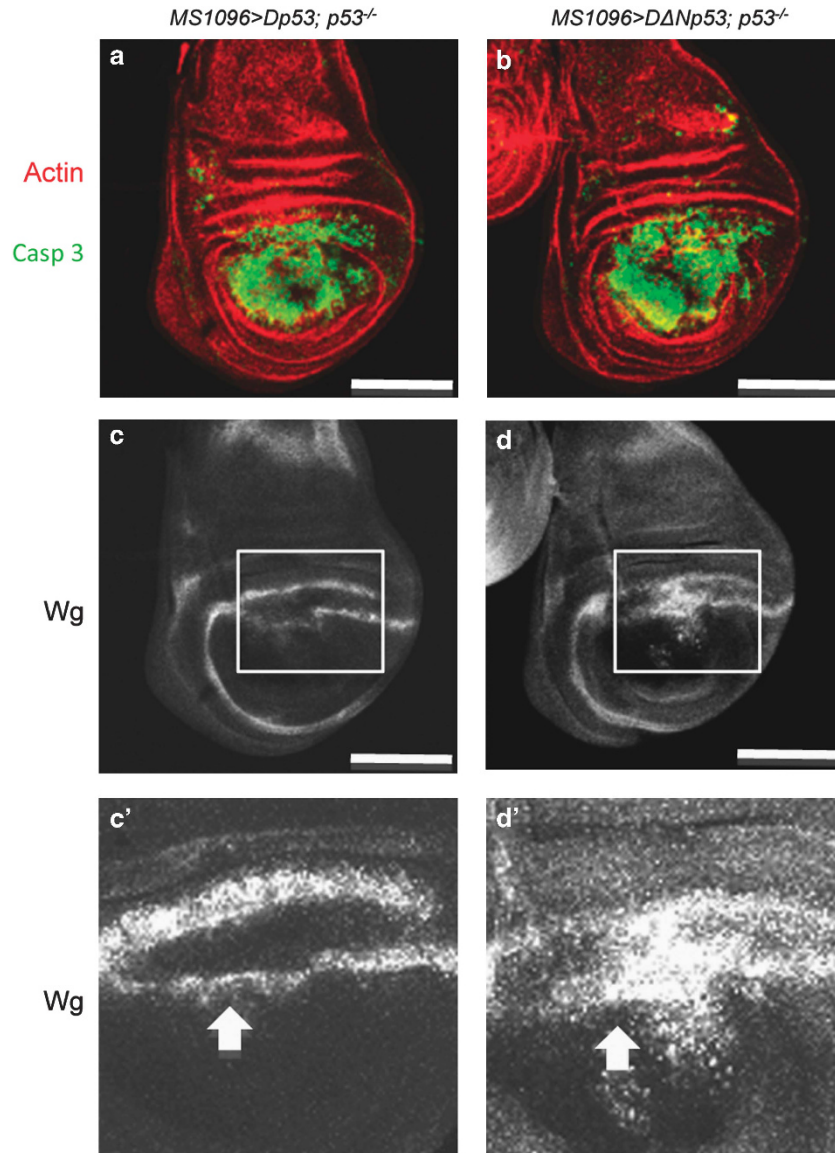 MS1096>Dp53; p53-/-
MS1096>DΔNp53; p53-/-
a
b
Actin
Casp 3
c
d
Wg
c'
d'
Wg